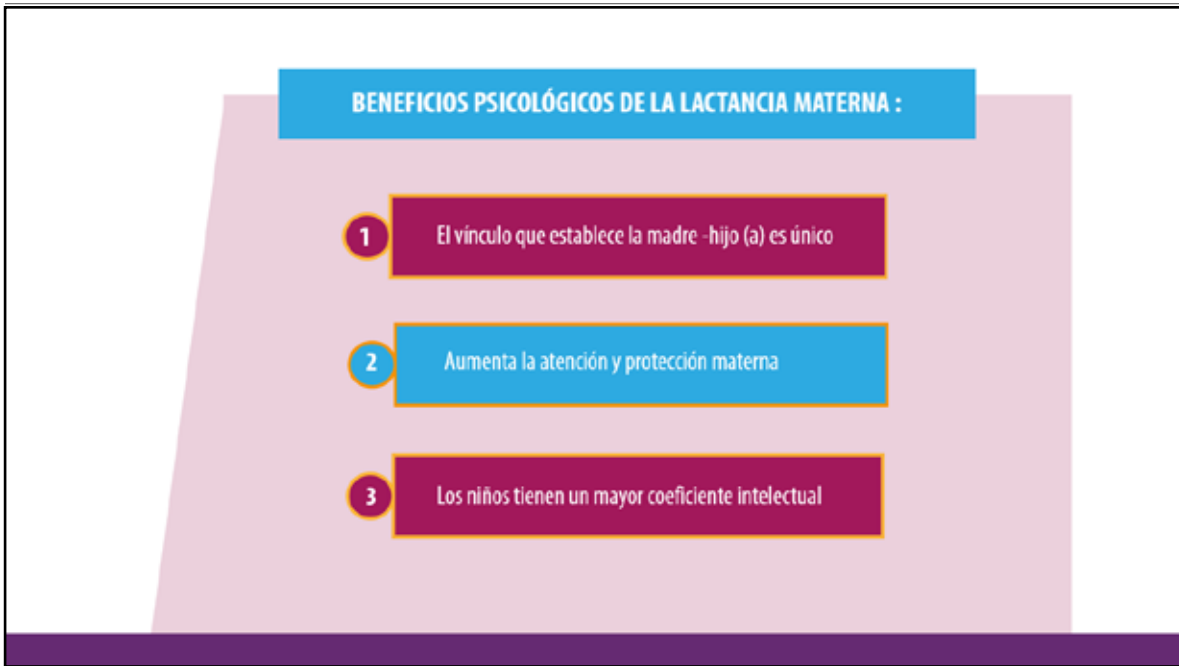 BENEFICIOS PSICOLÓGICOS DE LA LACTANCIA MATERNA :
1 El vínculo que establece la madre -hijo (a) es único
2 Aumenta la atención y protección materna
3 Los niños tienen un mayor coeficiente intelectual